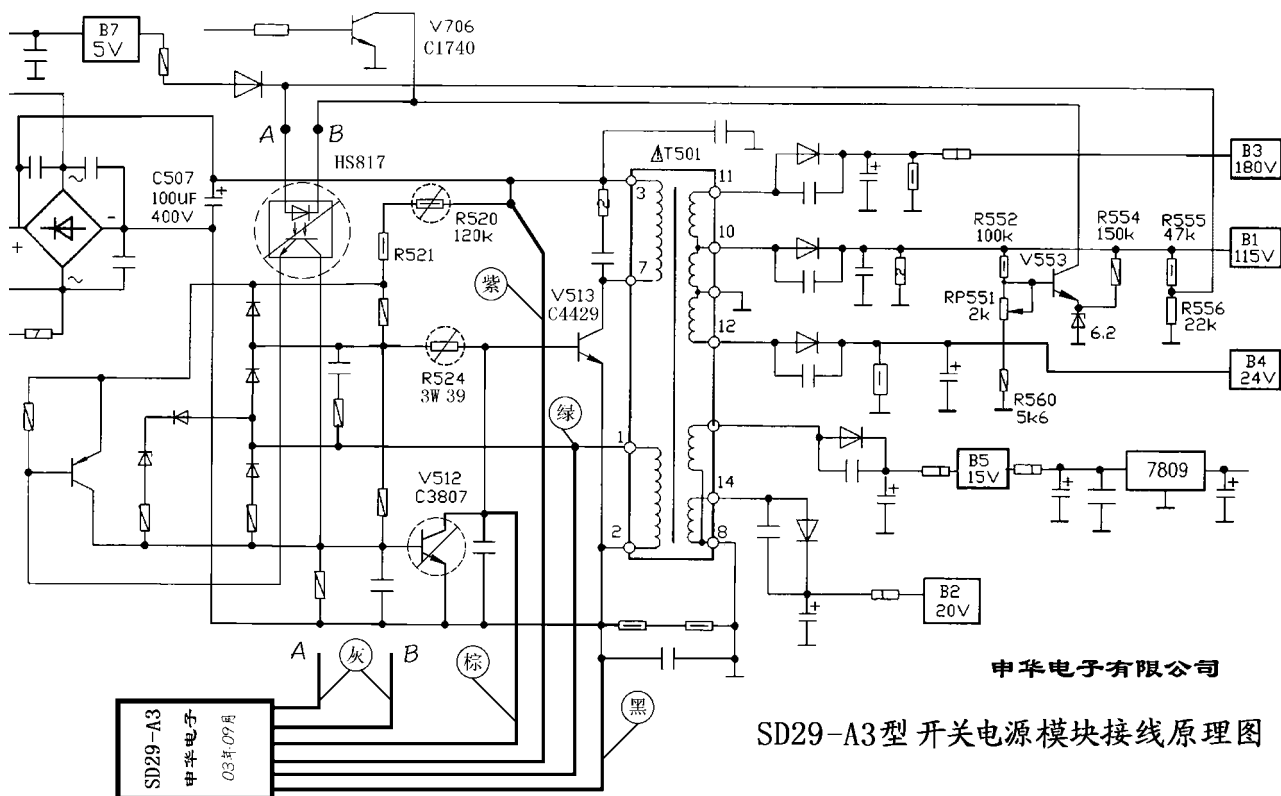 B7
5V
V706
C1740
A
B
HS817
C507
100uF
400V
+
-
+
~
~
R520
120k
R521
紫
V513
C4429
R524
3W 39
绿
V512
C3807
T501
3
7
1
2
11
10
12
14
8
+
B3
180V
R552
100k
R554
150k
R555
47k
B1
115V
V553
RP551
2k
6.2
R556
22k
+
B4
24V
R560
5k6
B5
15V
+
+
7809
+
B2
20V
+
A
灰
B
棕
黑
SD29-A3
申华电子
03年09月
申华电子有限公司
SD29-A3型开关电源模块接线原理图